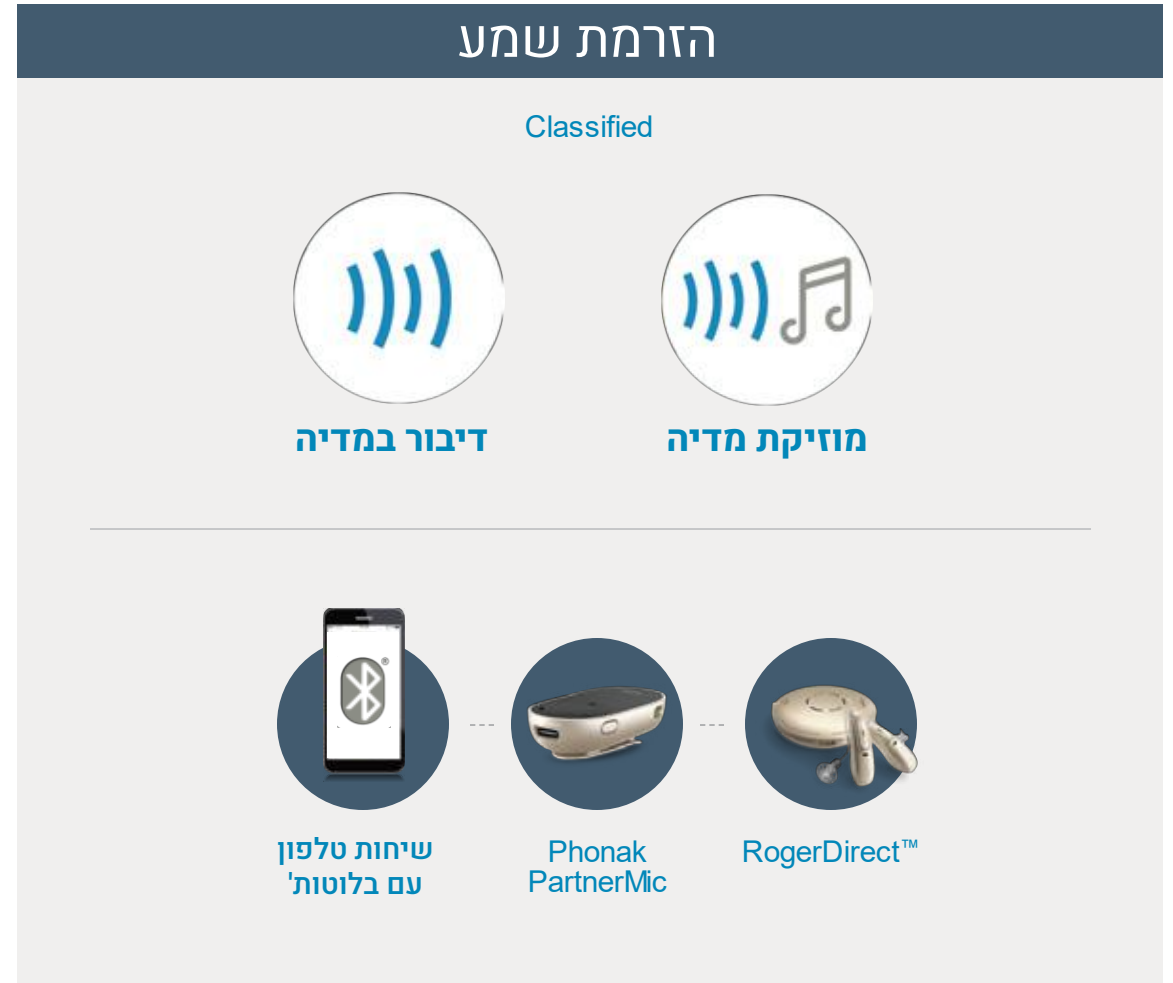 הזרמת שמע
Classified
מוזיקת מדיה
דיבור במדיה
RogerDirect™
Phonak
PartnerMic
שיחות טלפון
עם בלוטות'
®